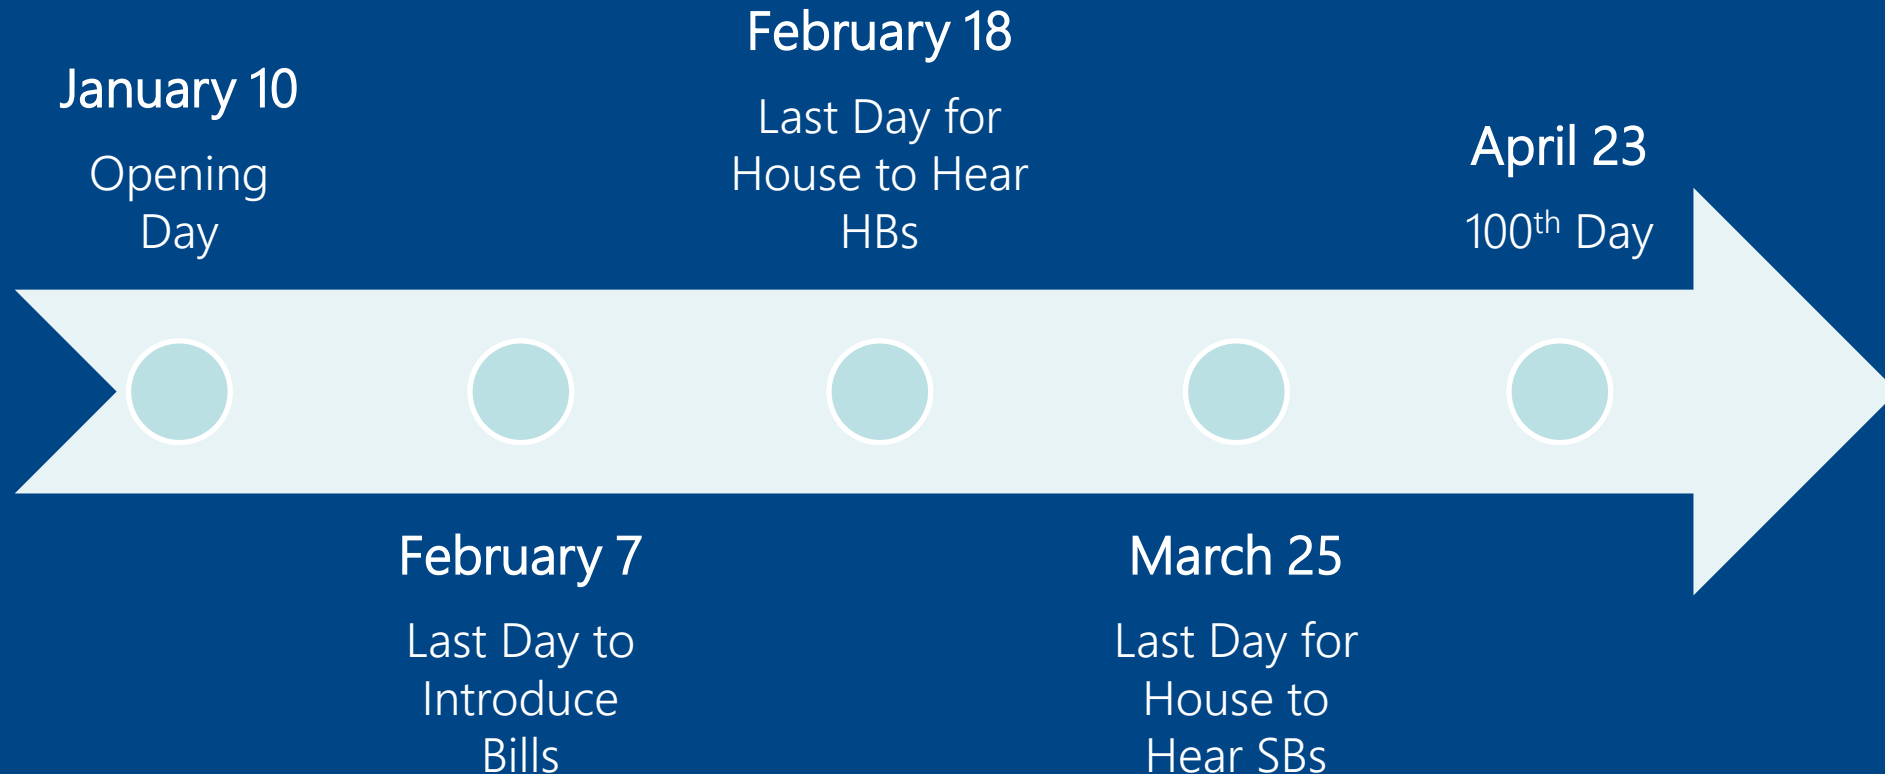 January 10
Opening
Day
February 7
Last Day to
Introduce
Bills
February 18
Last Day for
House to Hear
HBs
March 25
Last Day for
House to
Hear SBs
April 23
100th Day